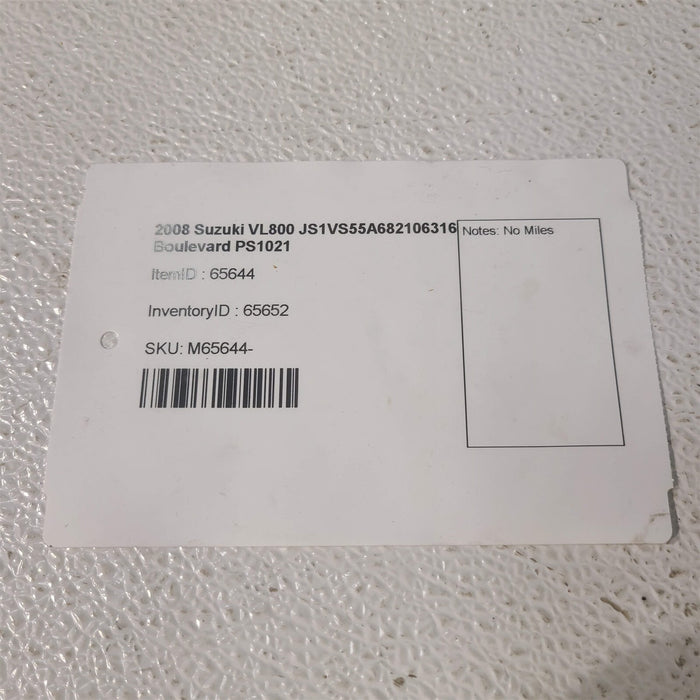 2008 Suzuki VL800 JS1VS55A682106316
Boulevard PS1021
Notes: No Miles
ItemID : 65644
InventoryID : 65652
SKU: M65644-